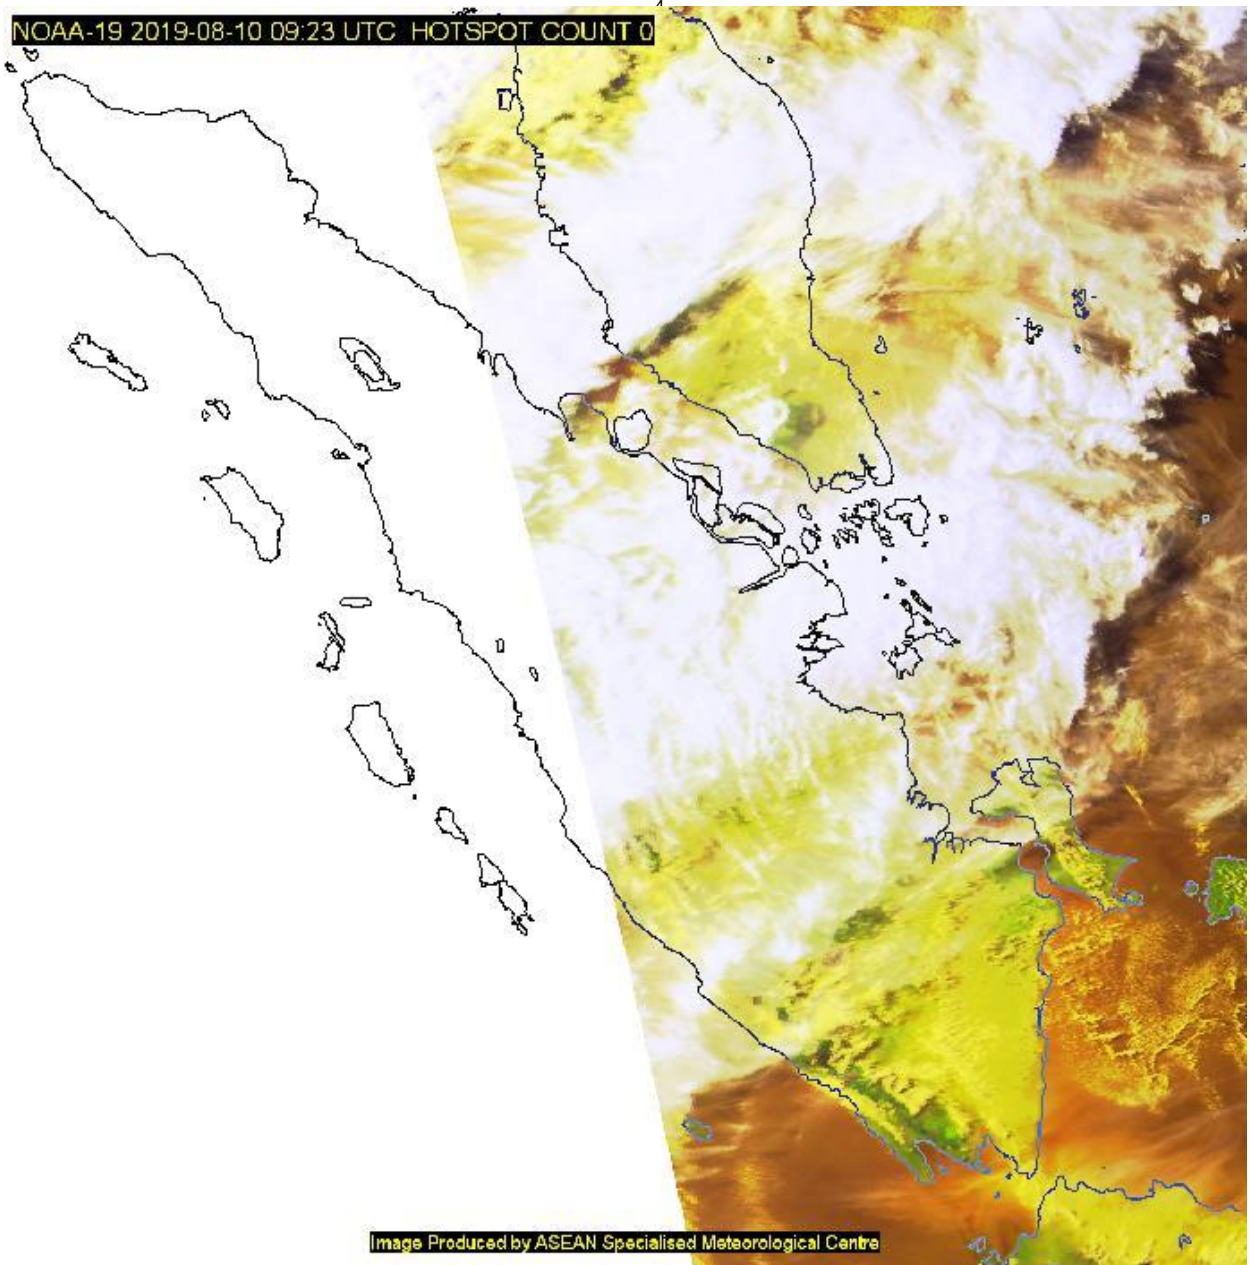 NOAA-19 2019-08-10 09:23 UTC HOTSPOT COUNT 0
Image Produced by ASEAN Specialised Meteorological Centre